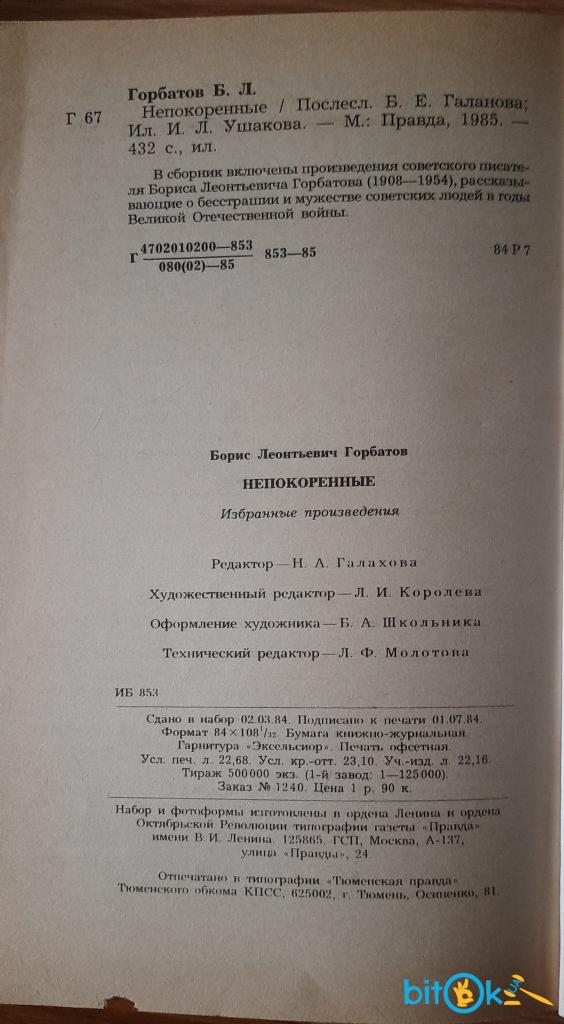 Горбатов Б. Л.
Г 67 Непокоренные / Послесл. Б. Е. Галанова;
Ил. И. Л. Ушакова. — М.: Правда, 1985. —
432 с., ил.
В сборник включены произведения советского писате-
ля Бориса Леонтьевича Горбатова (1908—1954), рассказы-
вающие о бесстрашии и мужестве советских людей в годы
Великой Отечественной войны.
Г 4702010200—853 853—85 84 Р 7
080(02)—85
Борис Леонтьевич Горбатов
НЕПОКОРЕННЫЕ
Избранные произведения
Редактор — Н. А. Галахова
Художественный редактор — Л. И. Королева
Оформление художника — Б. А. Школьника
Технический редактор — Л. Ф. Молотова
ИБ 853
Сдано в набор 02.03.84. Подписано к печати 01.07.84.
Формат 84×108¹/₃₂. Бумага книжно-журнальная.
Гарнитура «Эксельсиор». Печать офсетная.
Усл. печ. л. 22,68. Усл. кр.-отт. 23,10. Уч.-изд. л. 22,16.
Тираж 500000 экз. (1-й завод: 1—125000).
Заказ № 1240. Цена 1 р. 90 к.
Набор и фотоформы изготовлены в ордена Ленина и ордена
Октябрьской Революции типографии газеты «Правда»
имени В. И. Ленина. 125865, ГСП, Москва, А-137,
улица «Правды», 24.
Отпечатано в типографии «Тюменская правда»
Тюменского обкома КПСС, 625002, г. Тюмень, Осипенко, 81.
bitok.ua